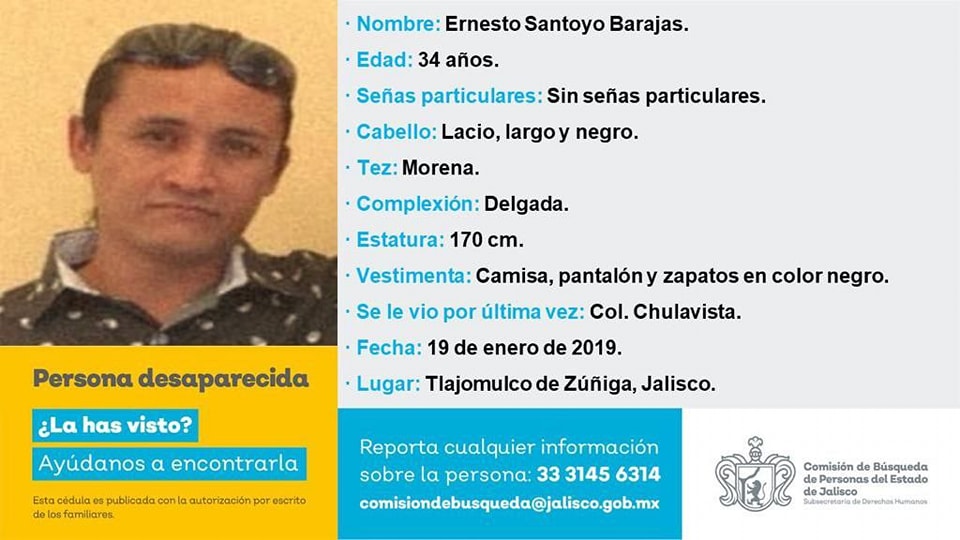 · Nombre: Ernesto Santoyo Barajas.
· Edad: 34 años.
· Señas particulares: Sin señas particulares.
· Cabello: Lacio, largo y negro.
· Tez: Morena.
· Complexión: Delgada.
· Estatura: 170 cm.
· Vestimenta: Camisa, pantalón y zapatos en color negro.
· Se le vio por última vez: Col. Chulavista.
· Fecha: 19 de enero de 2019.
· Lugar: Tlajomulco de Zúñiga, Jalisco.
Persona desaparecida
¿La has visto?
Ayúdanos a encontrarla
Esta cédula es publicada con la autorización por escrito
de los familiares.
Reporta cualquier información
sobre la persona: 33 3145 6314
comisiondebusqueda@jalisco.gob.mx
Comisión de Búsqueda
de Personas del Estado
de Jalisco
Subsecretaría de Derechos Humanos